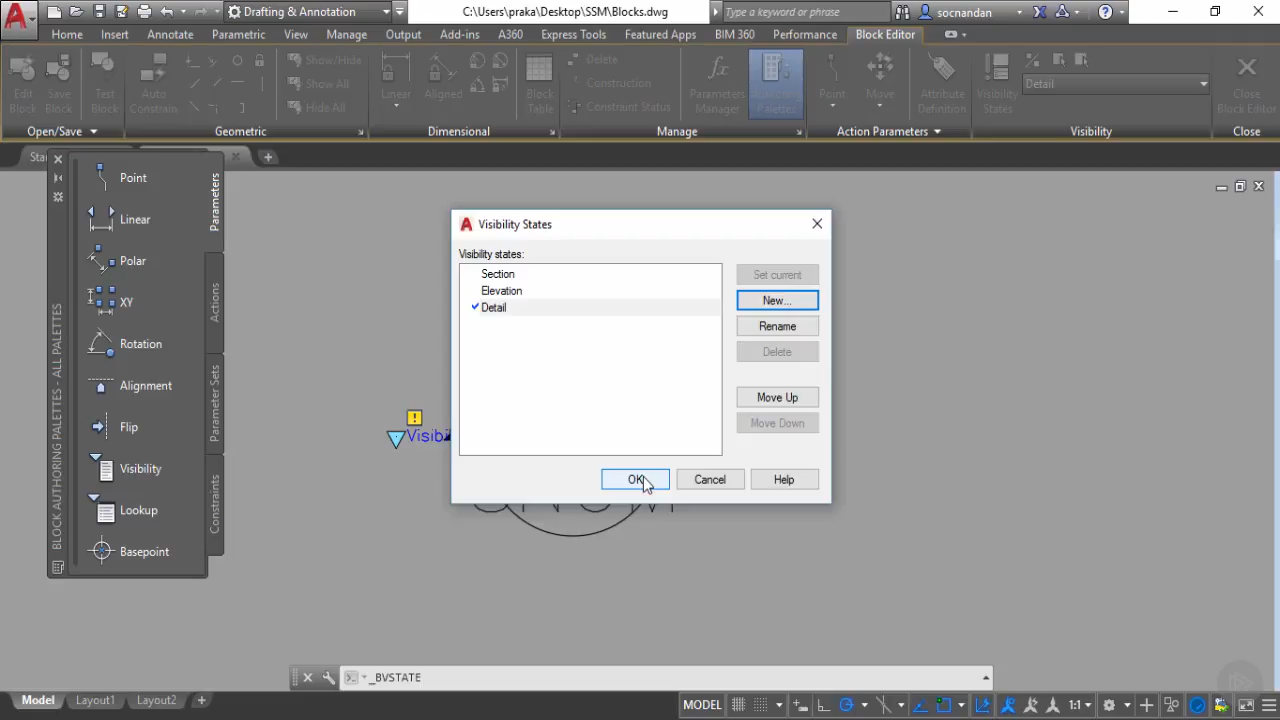 Drafting & Annotation
C:\Users\praka\Desktop\SSM\Blocks.dwg
Type a keyword or phrase
socnandan
Home Insert Annotate Parametric View Manage Output Add-ins A360 Express Tools Featured Apps BIM 360 Performance Block Editor
Edit Block
Save Block
Test Block
Auto Constrain
Show/Hide
Show All
Hide All
Linear
Aligned
Block Table
Delete
Construction
Constraint Status
Parameters Manager
Point
Move
Attribute Definition
Visibility States
Detail
Close Block Editor
Open/Save Geometric Dimensional Manage Action Parameters Visibility Close
Sta
Point
Linear
Polar
XY
Rotation
Alignment
Flip
Visibility
Lookup
Basepoint
Parameters
Actions
Parameter Sets
Constraints
BLOCK AUTHORING PALETTES - ALL PALETTES
Visibil
Visibility States
Visibility states:
Section
Elevation
Detail
Set current
New...
Rename
Delete
Move Up
Move Down
OK Cancel Help
_BVSTATE
Model Layout1 Layout2
MODEL
1:1